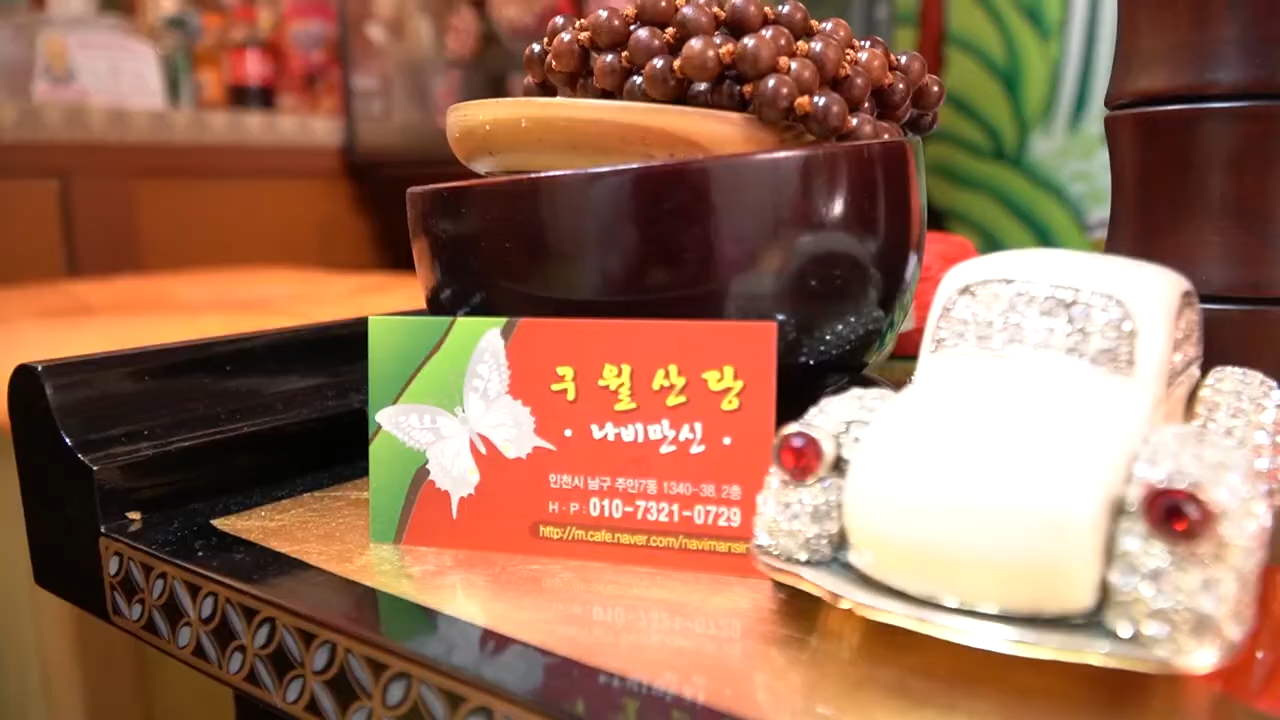 구월산당
· 나비만신 ·
인천시 남구 주안7동 1340-38, 2층
H·P: 010-7321-0729
http://m.cafe.naver.com/navimansin